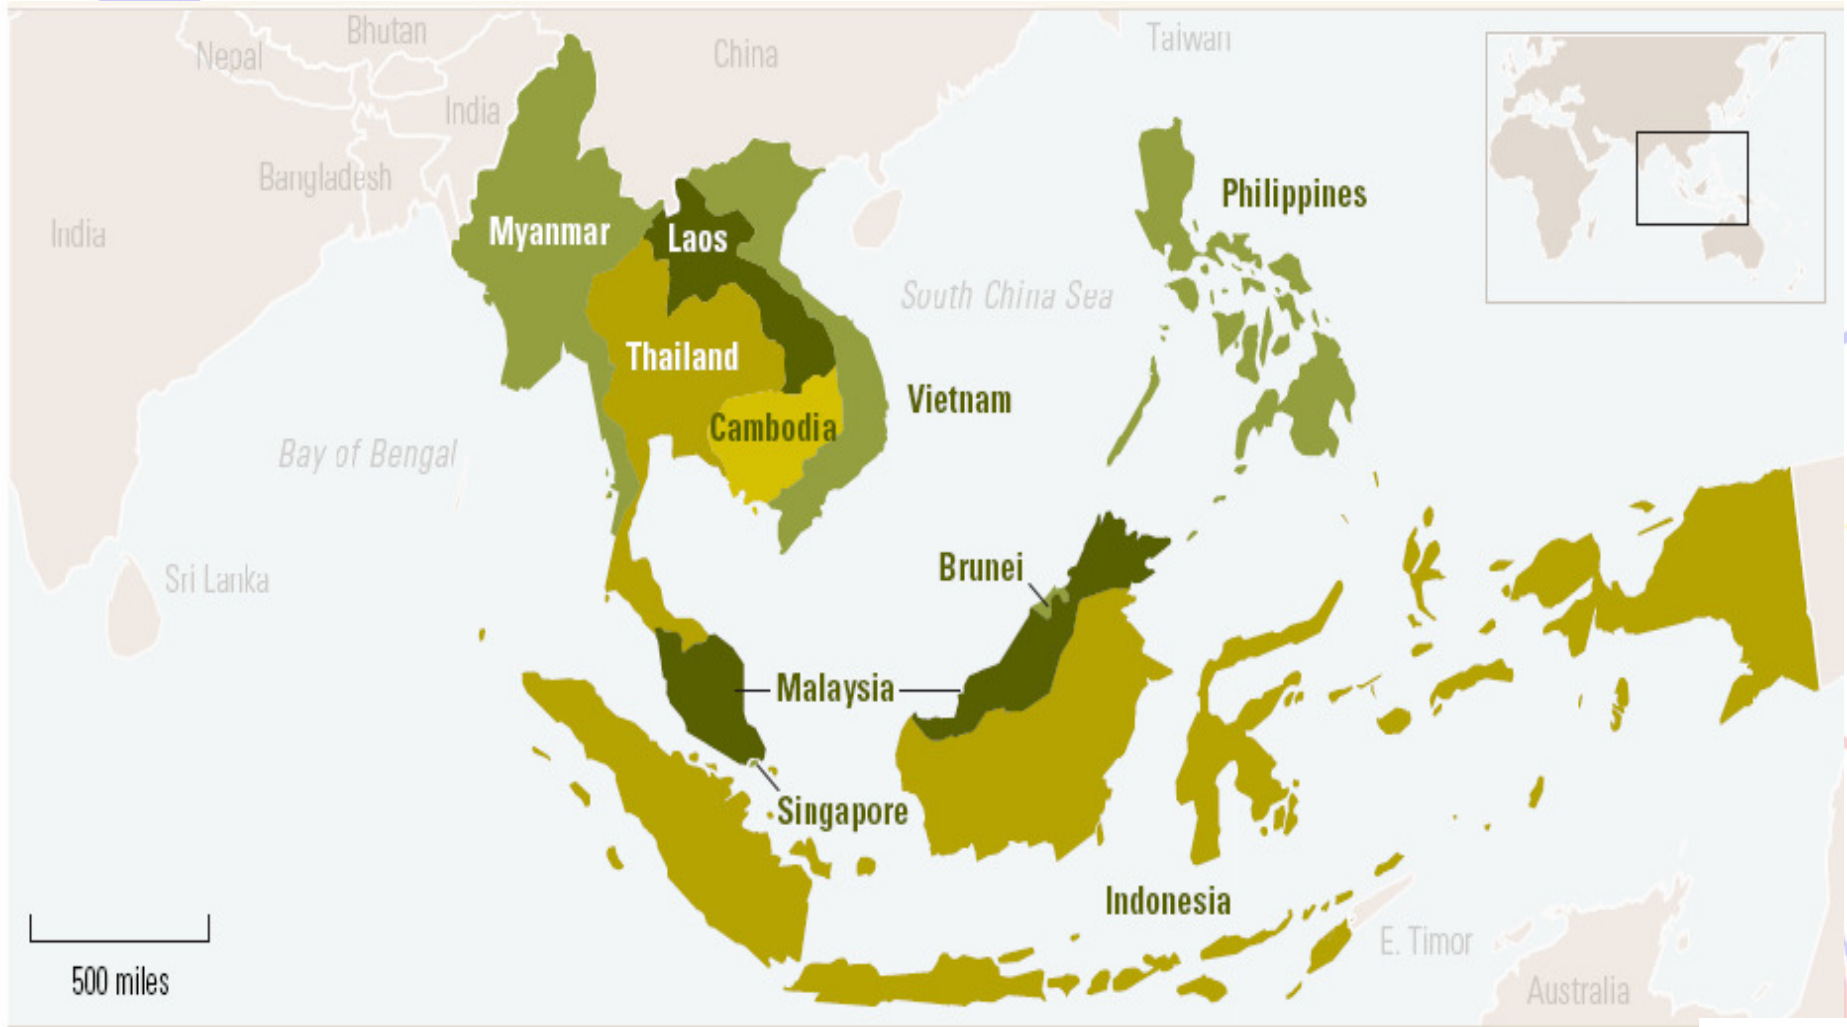 Nepal
Bhutan
China
Taiwan
India
Bangladesh
India
Philippines
Myanmar
Laos
South China Sea
Thailand
Vietnam
Cambodia
Bay of Bengal
Sri Lanka
Brunei
Malaysia
Singapore
Indonesia
E. Timor
500 miles
Australia